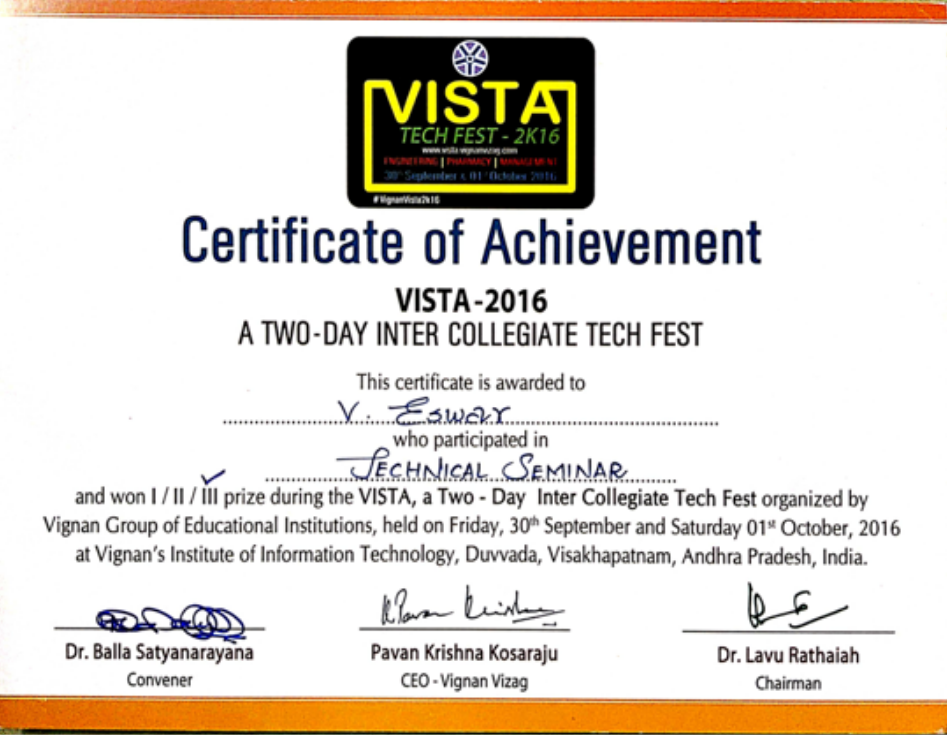 VISTA
TECH FEST - 2K16
www.vista.vignanvizag.com
ENGINEERING | PHARMACY | MANAGEMENT
30th September & 01st October 2016
#VignanVista2k16
Certificate of Achievement
VISTA-2016
A TWO-DAY INTER COLLEGIATE TECH FEST
This certificate is awarded to
V. Eswar
who participated in
TECHNICAL SEMINAR
and won I / II / III prize during the VISTA, a Two - Day Inter Collegiate Tech Fest organized by
Vignan Group of Educational Institutions, held on Friday, 30th September and Saturday 01st October, 2016
at Vignan's Institute of Information Technology, Duvvada, Visakhapatnam, Andhra Pradesh, India.
Dr. Balla Satyanarayana Pavan Krishna Kosaraju Dr. Lavu Rathaiah
Convener CEO - Vignan Vizag Chairman